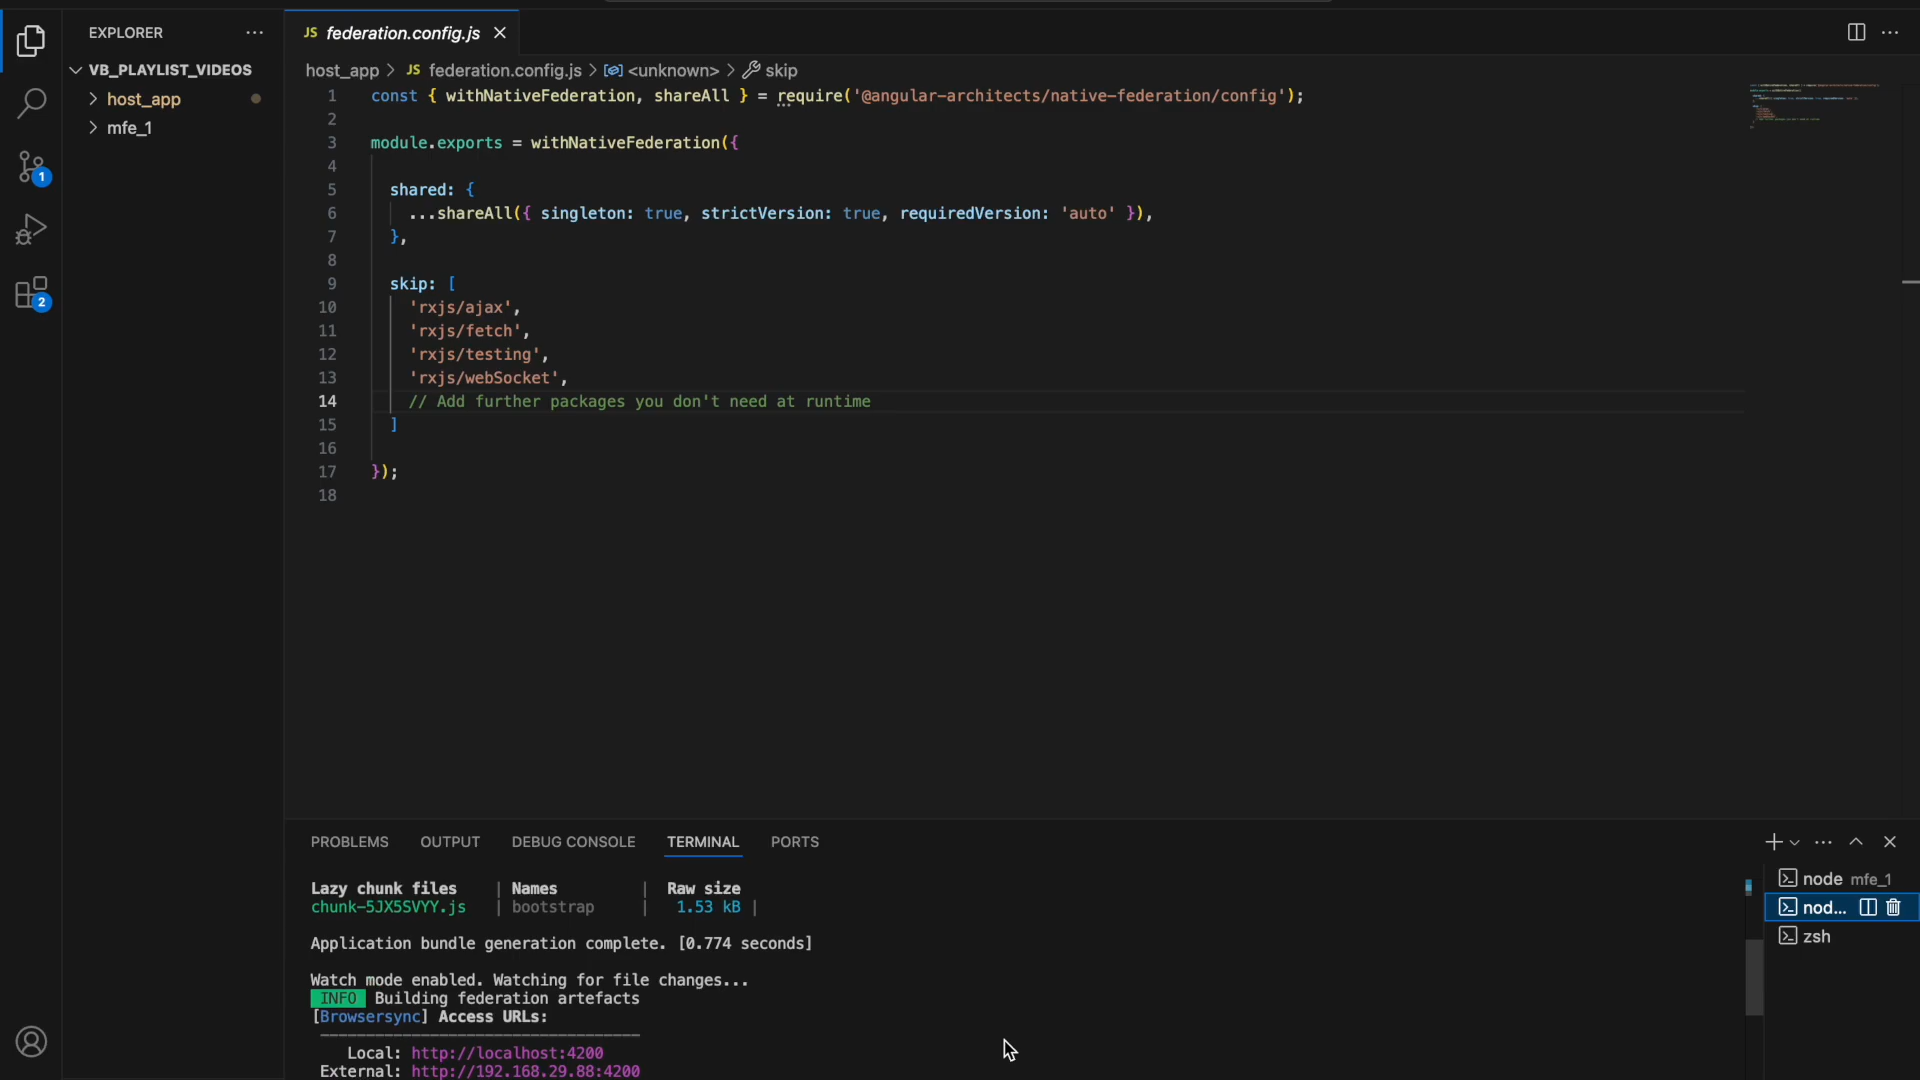 EXPLORER
VB_PLAYLIST_VIDEOS
host_app
mfe_1
1
2
JS federation.config.js
host_app > JS federation.config.js > <unknown> > skip
1 const { withNativeFederation, shareAll } = require('@angular-architects/native-federation/config');
2
3 module.exports = withNativeFederation({
4
5 shared: {
6 ...shareAll({ singleton: true, strictVersion: true, requiredVersion: 'auto' }),
7 },
8
9 skip: [
10 'rxjs/ajax',
11 'rxjs/fetch',
12 'rxjs/testing',
13 'rxjs/webSocket',
14 // Add further packages you don't need at runtime
15 ]
16
17 });
18
PROBLEMS OUTPUT DEBUG CONSOLE TERMINAL PORTS
Lazy chunk files | Names | Raw size
chunk-5JX5SVYY.js | bootstrap | 1.53 kB |
Application bundle generation complete. [0.774 seconds]
Watch mode enabled. Watching for file changes...
INFO Building federation artefacts
[Browsersync] Access URLs:
-----------------------------------
Local: http://localhost:4200
External: http://192.168.29.88:4200
node mfe_1
nod...
zsh